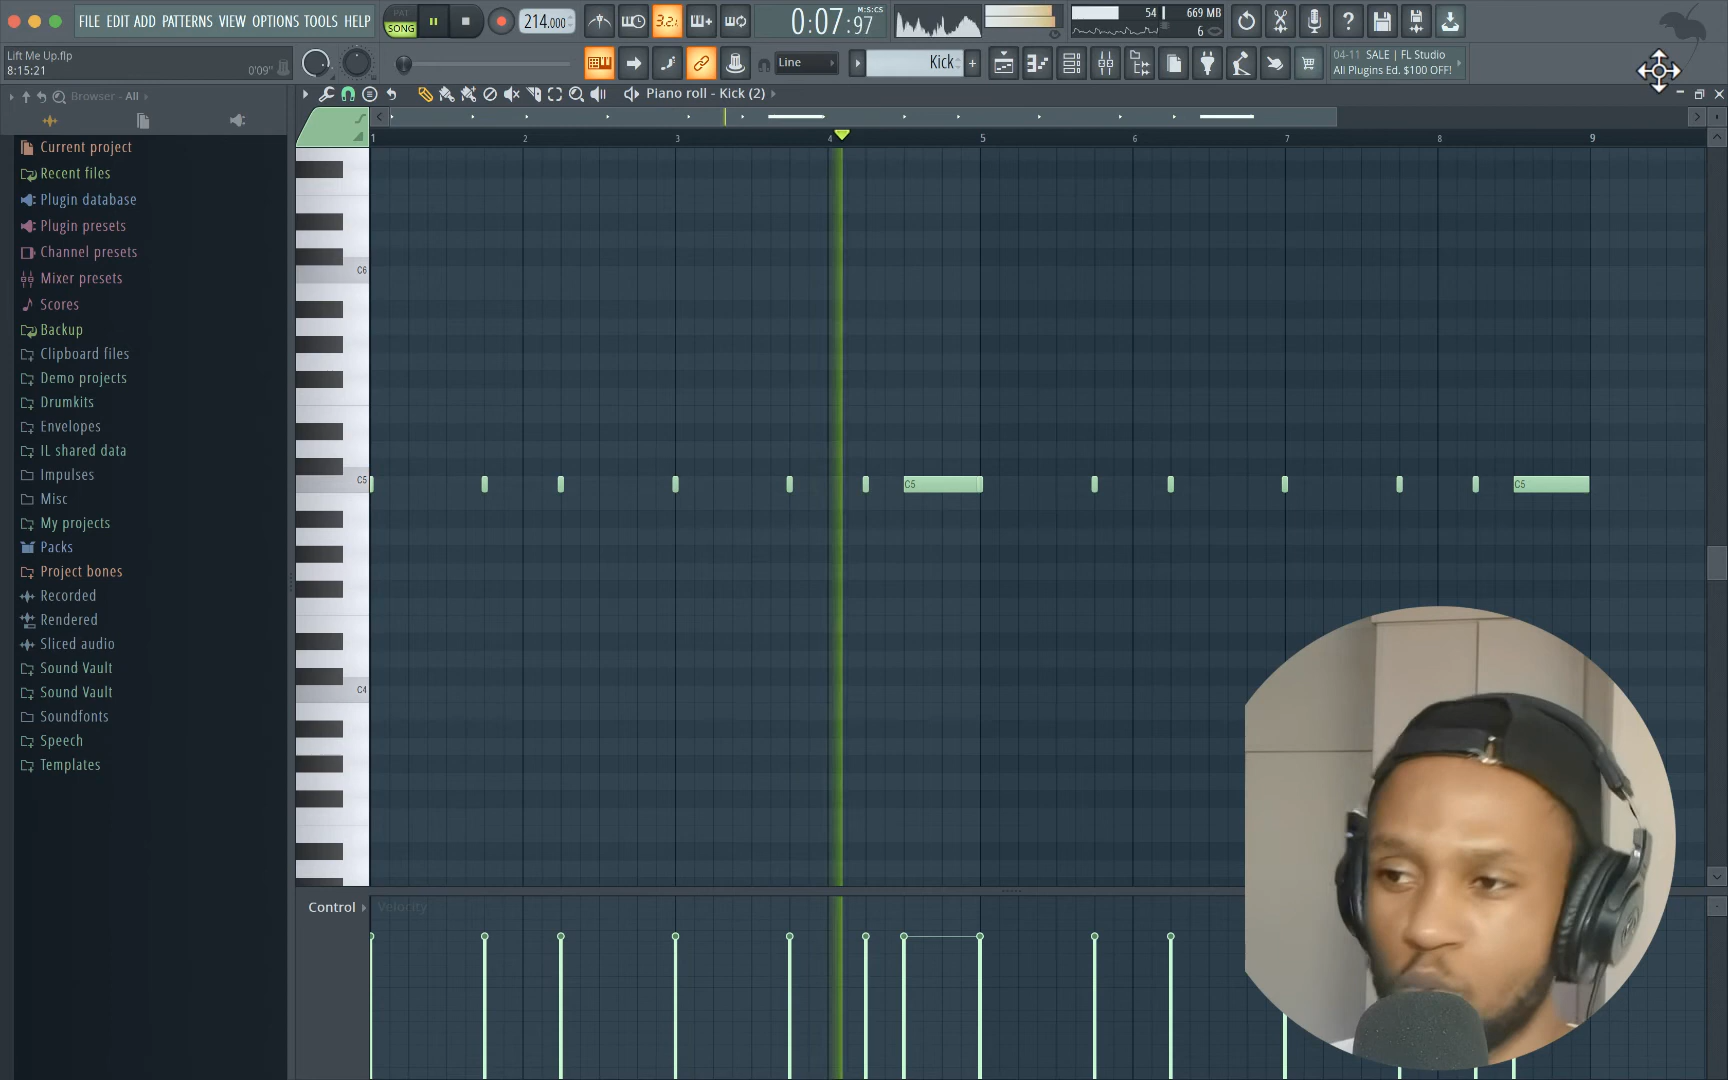 FILE EDIT ADD PATTERNS VIEW OPTIONS TOOLS HELP
PAT
SONG
214.000
3.2.
0:07:97
M:S:CS
54
669 MB
6
Lift Me Up.flp
8:15:21
0'09"
Line
Kick
04-11 SALE | FL Studio
All Plugins Ed. $100 OFF!
Browser - All
Piano roll - Kick (2)
1
2
3
4
5
6
7
8
9
Current project
Recent files
Plugin database
Plugin presets
Channel presets
Mixer presets
Scores
Backup
Clipboard files
Demo projects
Drumkits
Envelopes
IL shared data
Impulses
Misc
My projects
Packs
Project bones
Recorded
Rendered
Sliced audio
Sound Vault
Sound Vault
Soundfonts
Speech
Templates
C6
C5
C5
C5
C4
Control
Velocity